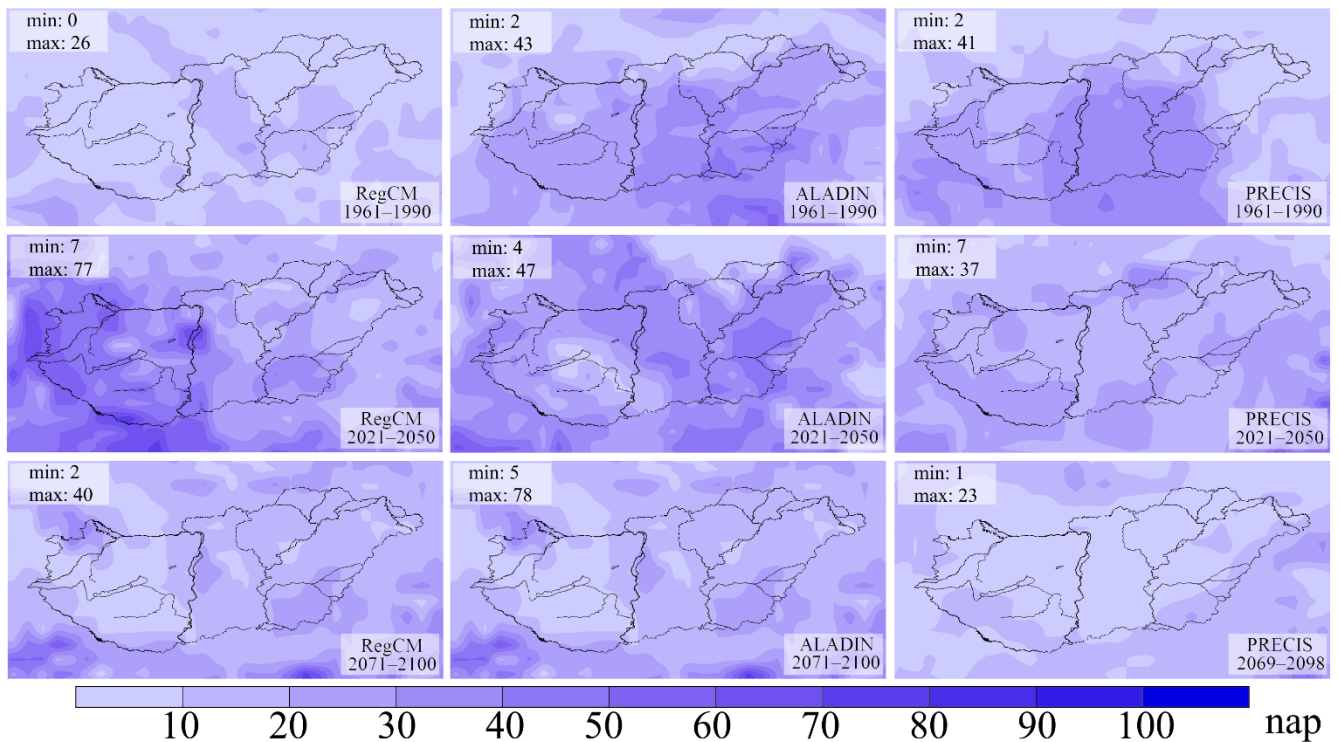 min: 0
max: 26
RegCM
1961–1990
min: 2
max: 43
ALADIN
1961–1990
min: 2
max: 41
PRECIS
1961–1990
min: 7
max: 77
RegCM
2021–2050
min: 4
max: 47
ALADIN
2021–2050
min: 7
max: 37
PRECIS
2021–2050
min: 2
max: 40
RegCM
2071–2100
min: 5
max: 78
ALADIN
2071–2100
min: 1
max: 23
PRECIS
2069–2098
10 20 30 40 50 60 70 80 90 100 nap